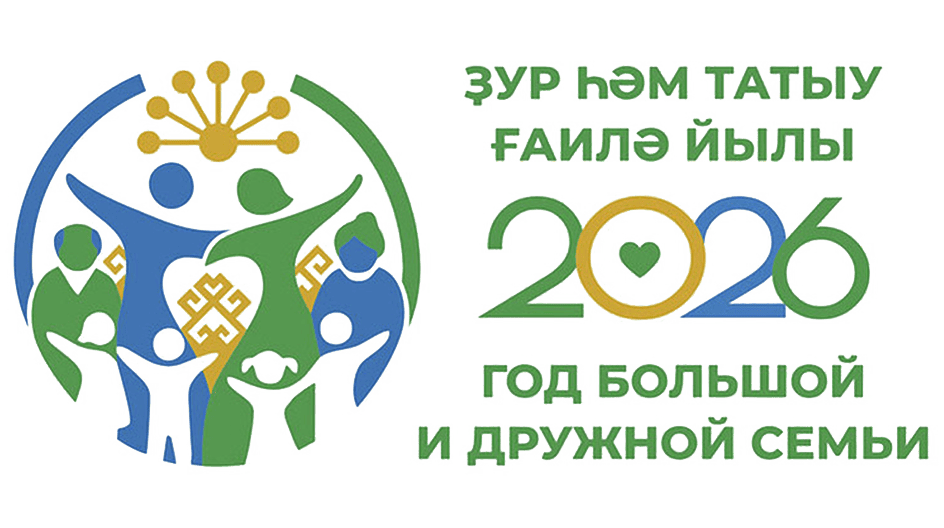 ҘУР ҺӘМ ТАТЫУ
ҒАИЛӘ ЙЫЛЫ
2026
ГОД БОЛЬШОЙ
И ДРУЖНОЙ СЕМЬИ